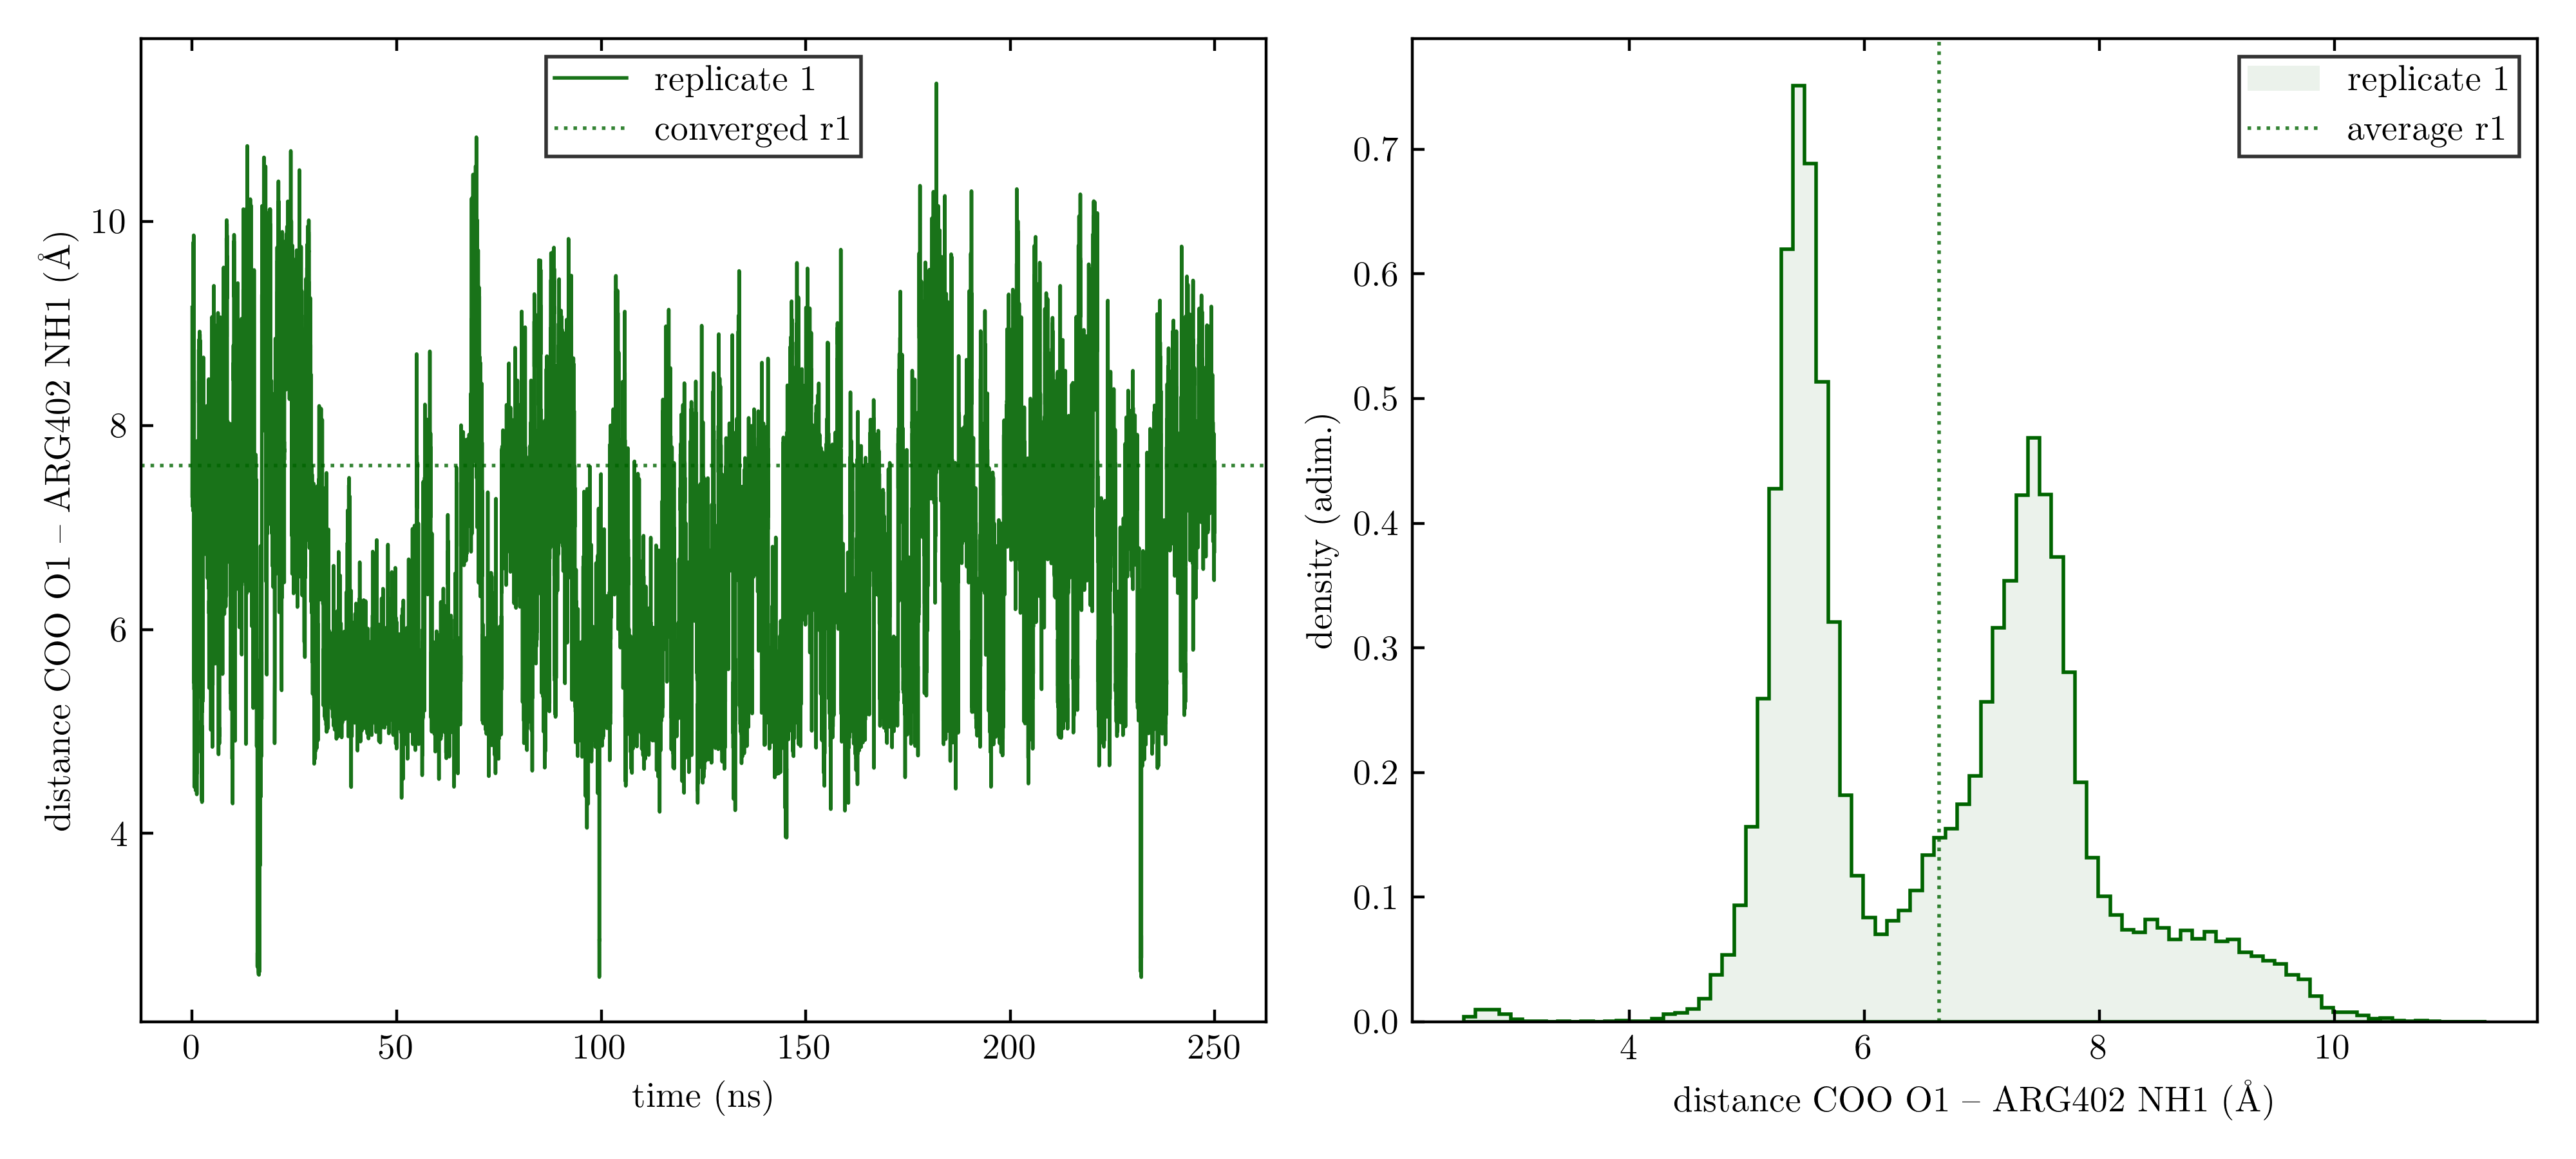 replicate 1
converged r1
distance COO O1 – ARG402 NH1 (Å)
10
8
6
4
0
50
100
150
200
250
time (ns)
replicate 1
average r1
density (adim.)
0.7
0.6
0.5
0.4
0.3
0.2
0.1
0.0
4
6
8
10
distance COO O1 – ARG402 NH1 (Å)